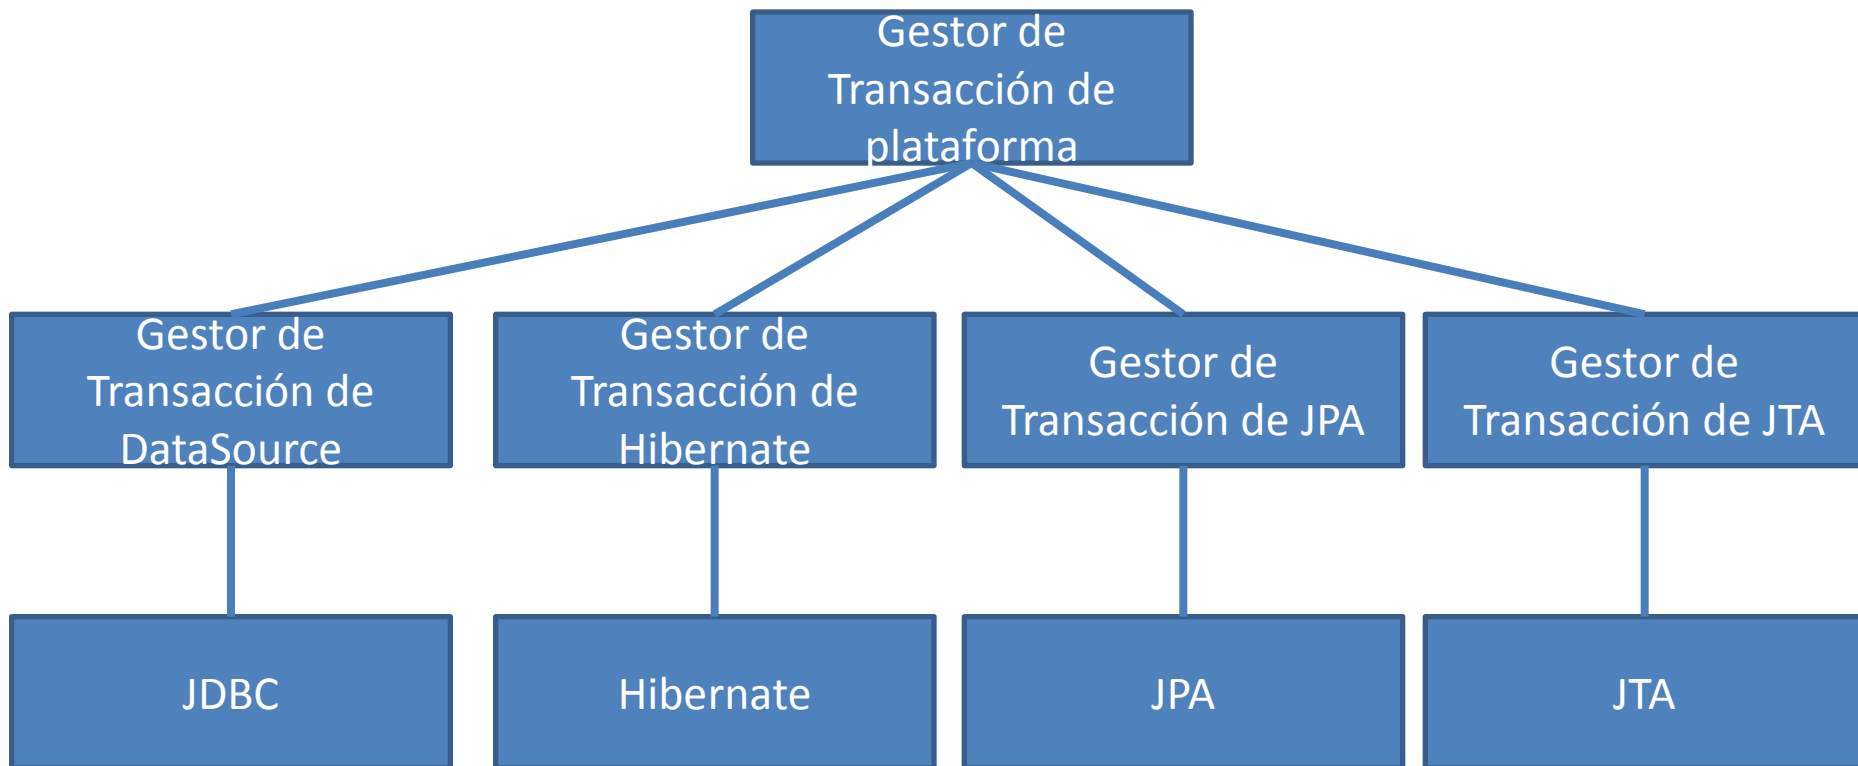 Gestor de
Transacción de
plataforma
Gestor de
Transacción de
DataSource
Gestor de
Transacción de
Hibernate
Gestor de
Transacción de JPA
Gestor de
Transacción de JTA
JDBC
Hibernate
JPA
JTA